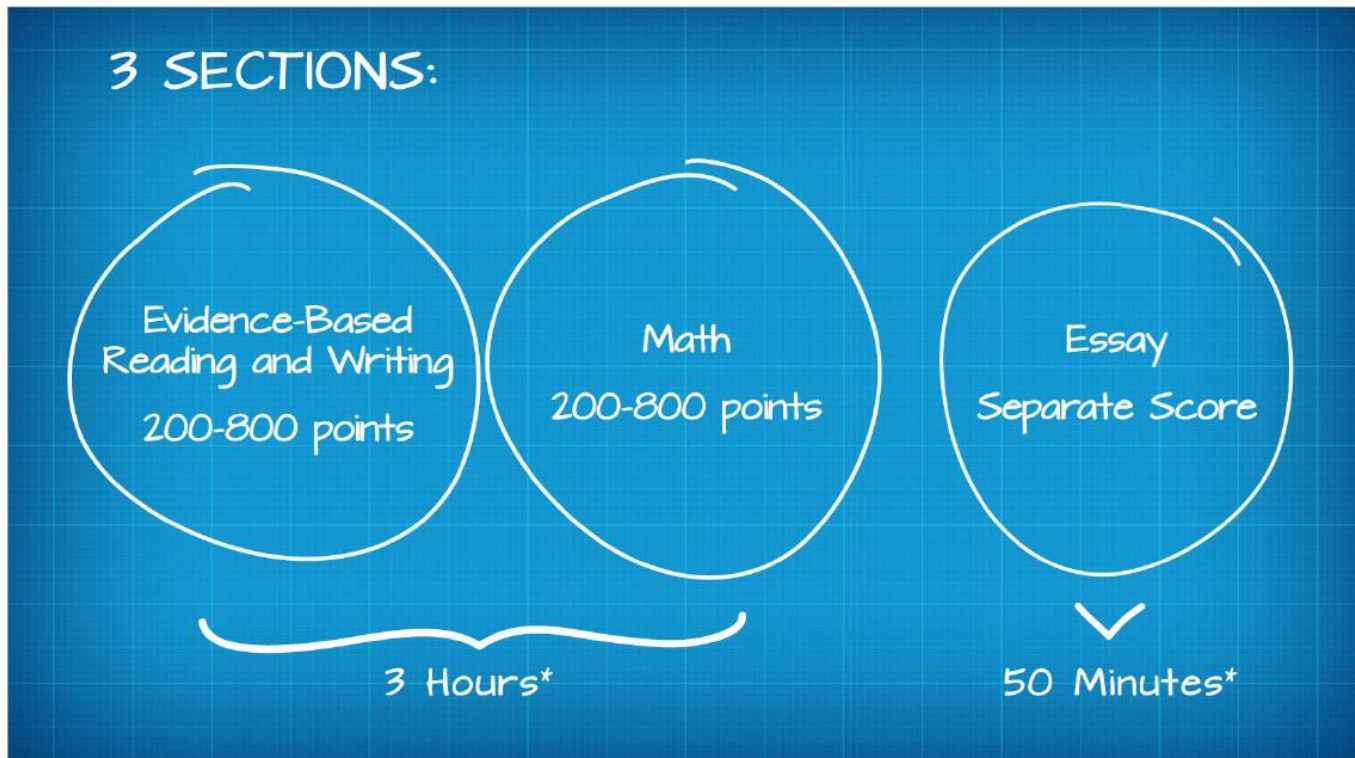 3 SECTIONS:
Evidence-Based
Reading and Writing
200-800 points
Math
200-800 points
Essay
Separate Score
3 Hours*
50 Minutes*